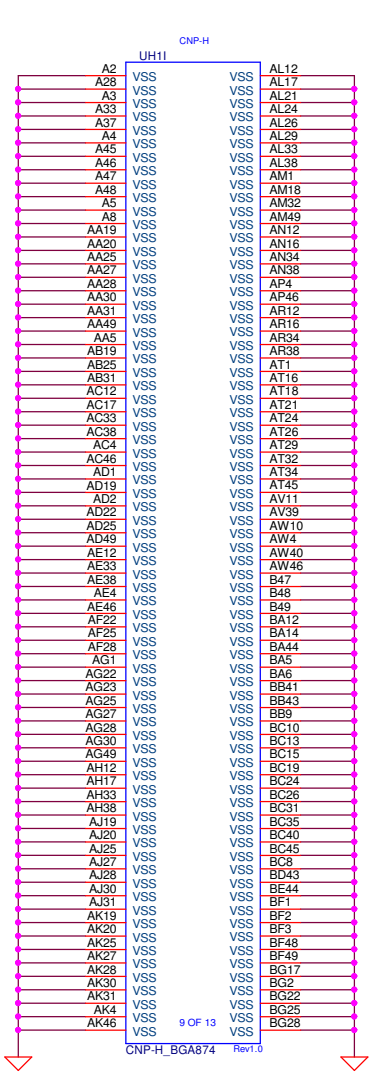 CNP-H
UH1I
A2 VSS VSS AL12
A28 VSS VSS AL17
A3 VSS VSS AL21
A33 VSS VSS AL24
A37 VSS VSS AL26
A4 VSS VSS AL29
A45 VSS VSS AL33
A46 VSS VSS AL38
A47 VSS VSS AM1
A48 VSS VSS AM18
A5 VSS VSS AM32
A8 VSS VSS AM49
AA19 VSS VSS AN12
AA20 VSS VSS AN16
AA25 VSS VSS AN34
AA27 VSS VSS AN38
AA28 VSS VSS AP4
AA30 VSS VSS AP46
AA31 VSS VSS AR12
AA49 VSS VSS AR16
AA5 VSS VSS AR34
AB19 VSS VSS AR38
AB25 VSS VSS AT1
AB31 VSS VSS AT16
AC12 VSS VSS AT18
AC17 VSS VSS AT21
AC33 VSS VSS AT24
AC38 VSS VSS AT26
AC4 VSS VSS AT29
AC46 VSS VSS AT32
AD1 VSS VSS AT34
AD19 VSS VSS AT45
AD2 VSS VSS AV11
AD22 VSS VSS AV39
AD25 VSS VSS AW10
AD49 VSS VSS AW4
AE12 VSS VSS AW40
AE33 VSS VSS AW46
AE38 VSS VSS B47
AE4 VSS VSS B48
AE46 VSS VSS B49
AF22 VSS VSS BA12
AF25 VSS VSS BA14
AF28 VSS VSS BA44
AG1 VSS VSS BA5
AG22 VSS VSS BA6
AG23 VSS VSS BB41
AG25 VSS VSS BB43
AG27 VSS VSS BB9
AG28 VSS VSS BC10
AG30 VSS VSS BC13
AG49 VSS VSS BC15
AH12 VSS VSS BC19
AH17 VSS VSS BC24
AH33 VSS VSS BC26
AH38 VSS VSS BC31
AJ19 VSS VSS BC35
AJ20 VSS VSS BC40
AJ25 VSS VSS BC45
AJ27 VSS VSS BC8
AJ28 VSS VSS BD43
AJ30 VSS VSS BE44
AJ31 VSS VSS BF1
AK19 VSS VSS BF2
AK20 VSS VSS BF3
AK25 VSS VSS BF48
AK27 VSS VSS BF49
AK28 VSS VSS BG17
AK30 VSS VSS BG2
AK31 VSS VSS BG22
AK4 VSS VSS BG25
AK46 VSS 9 OF 13 VSS BG28
CNP-H_BGA874 Rev1.0